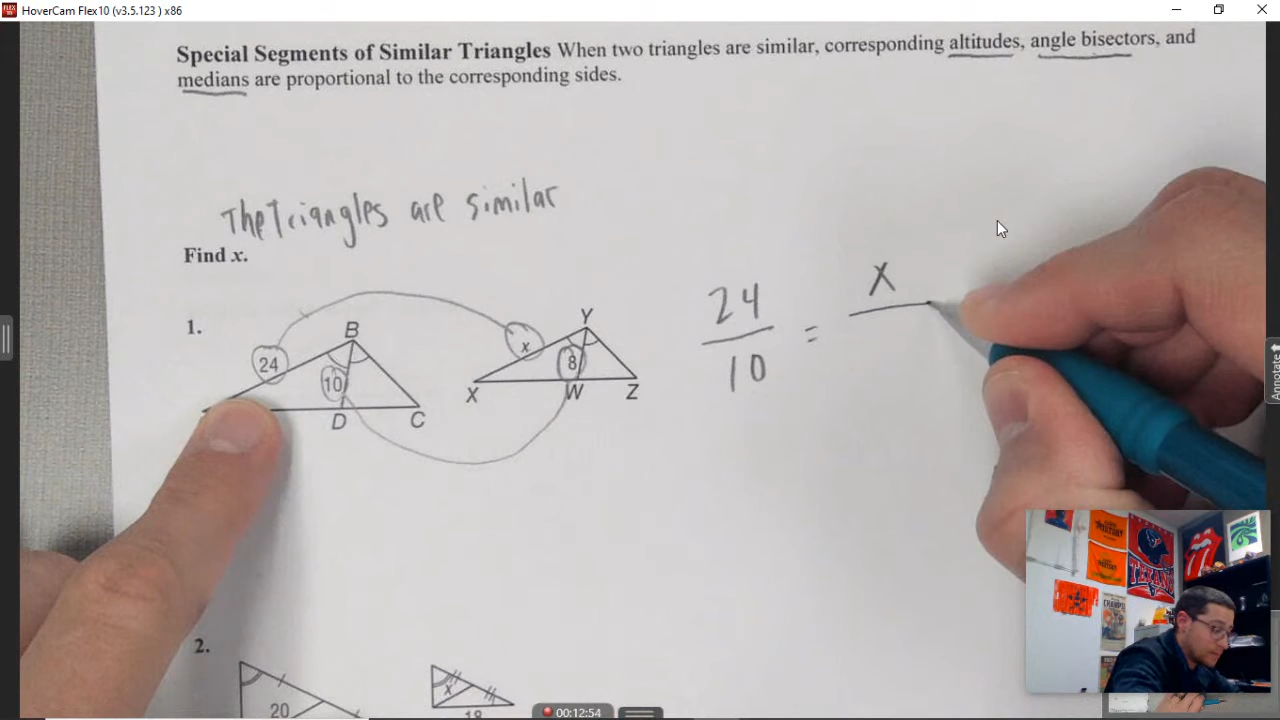 HoverCam Flex10 (v3.5.123 ) x86
Special Segments of Similar Triangles When two triangles are similar, corresponding altitudes, angle bisectors, and
medians are proportional to the corresponding sides.
The Triangles are similar
Find x.
1.
B
24
10
D
C
Y
x
8
X
W
Z
24
10
=
X
2.
20
x
18
Annotate
TEXANS
00:12:54